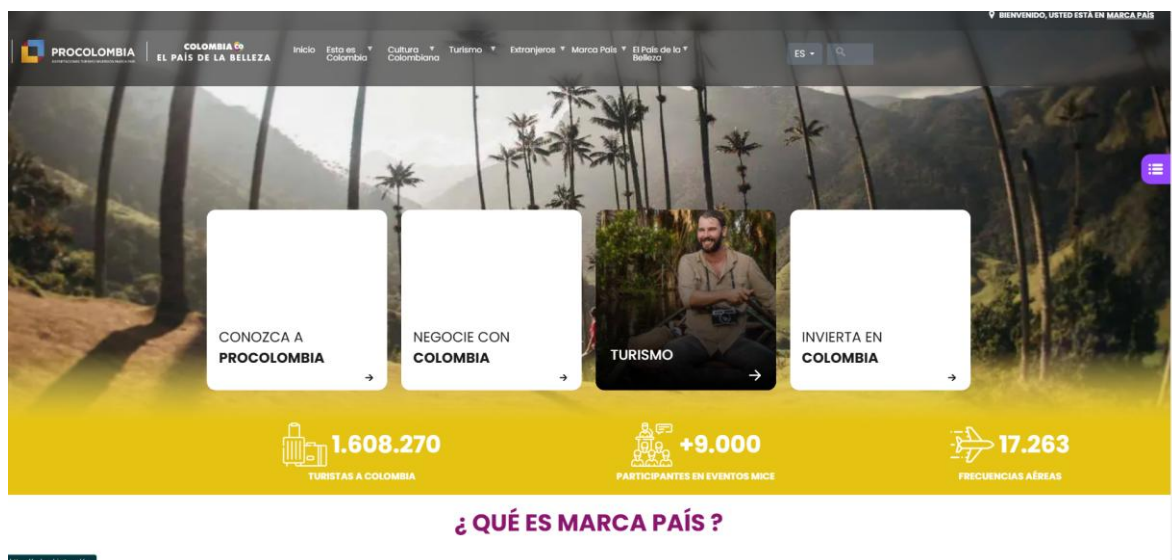 BIENVENIDO, USTED ESTÁ EN MARCA PAÍS
PROCOLOMBIA
COLOMBIA
EL PAÍS DE LA BELLEZA
Inicio
Esta es
Colombia
Cultura
Colombiana
Turismo
Extranjeros
Marca País
El País de la
Belleza
ES
CONOZCA A
PROCOLOMBIA
NEGOCIE CON
COLOMBIA
TURISMO
INVIERTA EN
COLOMBIA
1.608.270
TURISTAS A COLOMBIA
+9.000
PARTICIPANTES EN EVENTOS MICE
17.263
FRECUENCIAS AÉREAS
¿ QUÉ ES MARCA PAÍS ?